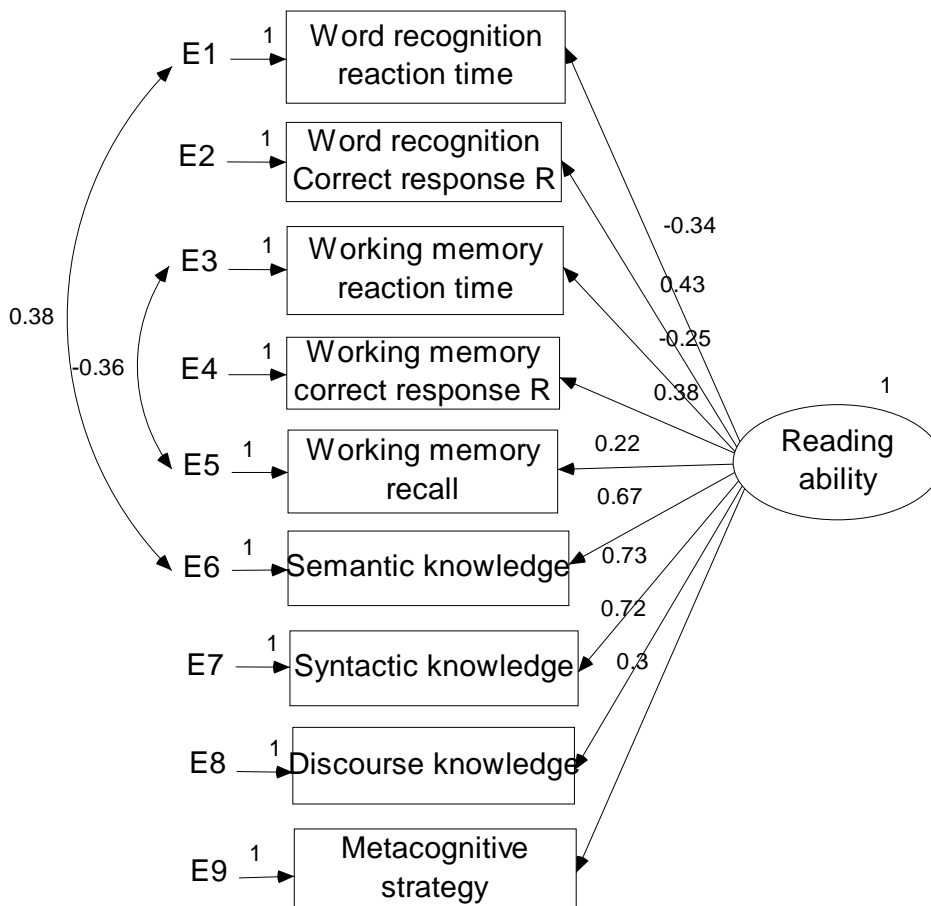 E1
1
Word recognition
reaction time
E2
1
Word recognition
Correct response R
E3
1
Working memory
reaction time
-0.34
0.43
0.38
-0.36
-0.25
E4
1
Working memory
correct response R
0.38
1
Reading
ability
E5
1
Working memory
recall
0.22
0.67
E6
1
Semantic knowledge
0.73
0.72
E7
1
Syntactic knowledge
0.3
E8
1
Discourse knowledge
E9
1
Metacognitive
strategy